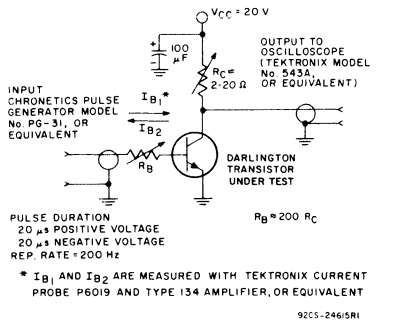 VCC = 20 V
+
100
µF
−
RC ≈
2-20 Ω
OUTPUT TO
OSCILLOSCOPE
(TEKTRONIX MODEL
No. 543A,
OR EQUIVALENT)
INPUT
CHRONETICS PULSE
GENERATOR MODEL
No. PG-31, OR
EQUIVALENT
IB1*
IB2
RB
DARLINGTON
TRANSISTOR
UNDER TEST
PULSE DURATION
20 µs POSITIVE VOLTAGE
20 µs NEGATIVE VOLTAGE
REP. RATE = 200 Hz
RB ≈ 200 RC
* IB1 AND IB2 ARE MEASURED WITH TEKTRONIX CURRENT
PROBE P6019 AND TYPE 134 AMPLIFIER, OR EQUIVALENT
92CS-24615R1